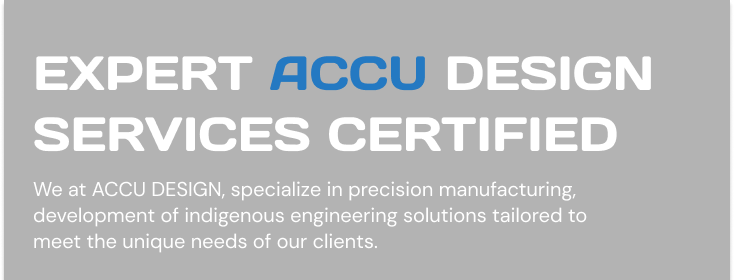 EXPERT ACCU DESIGN
SERVICES CERTIFIED
We at ACCU DESIGN, specialize in precision manufacturing,
development of indigenous engineering solutions tailored to
meet the unique needs of our clients.